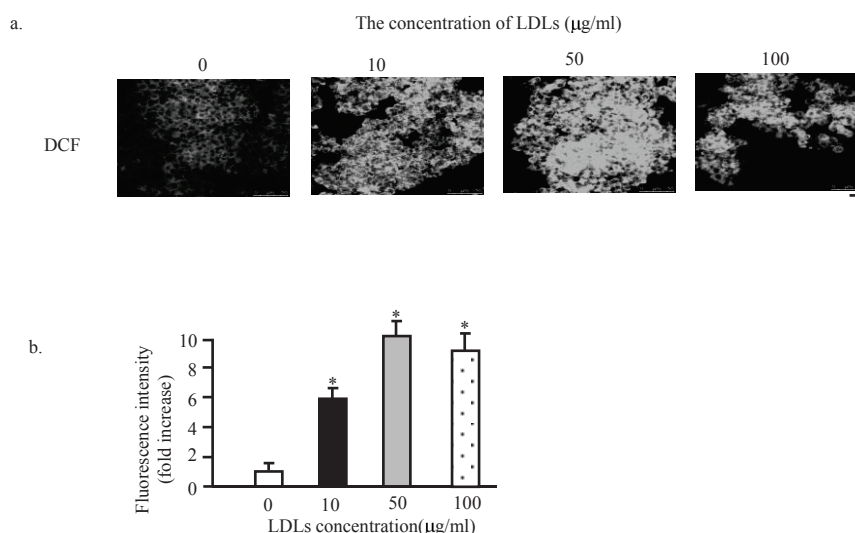 a.
The concentration of LDLs (μg/ml)
0 10 50 100
DCF
b.
Fluorescence intensity
(fold increase)
10
8
6
4
2
0
* * *
0 10 50 100
LDLs concentration(μg/ml)